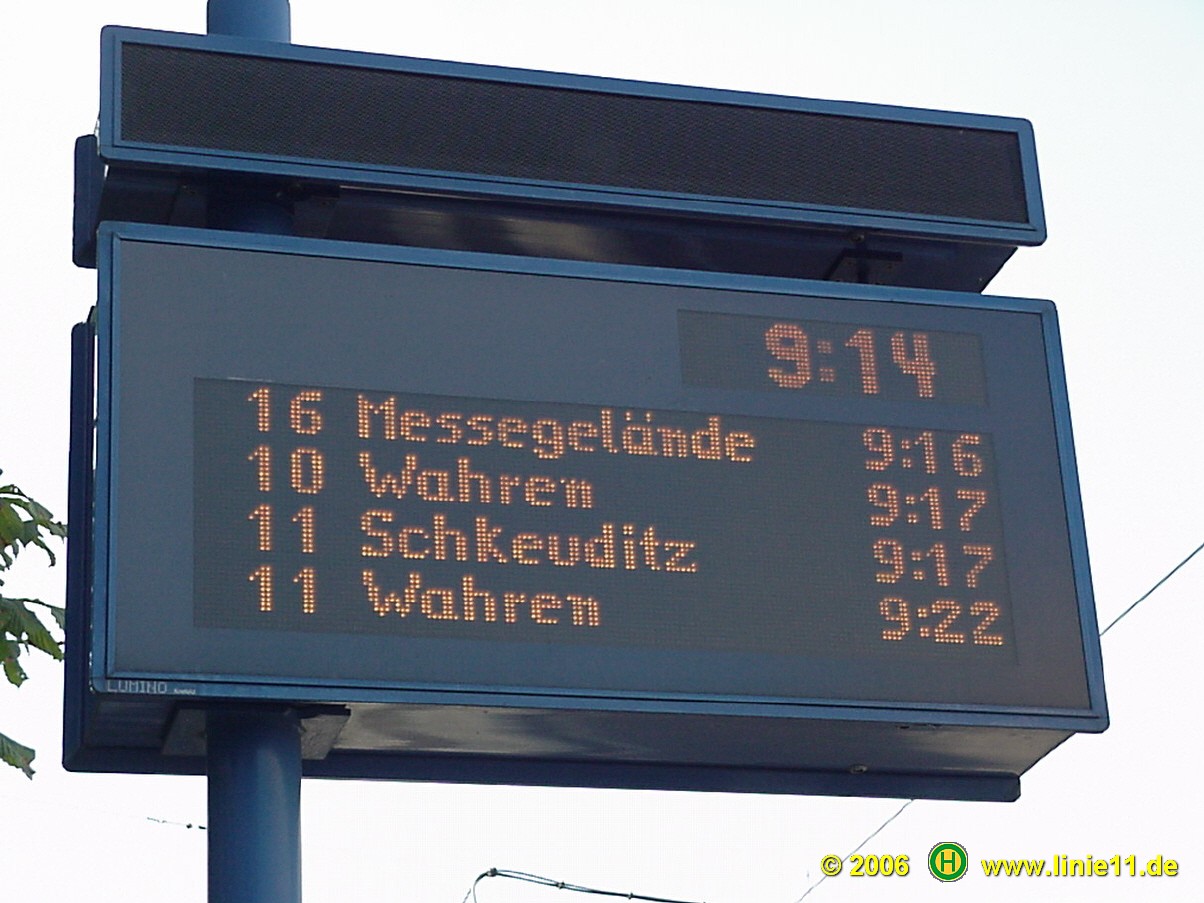 9:14
16 Messegelände 9:16
10 Wahren 9:17
11 Schkeuditz 9:17
11 Wahren 9:22
LUMINO
© 2006 H www.linie11.de